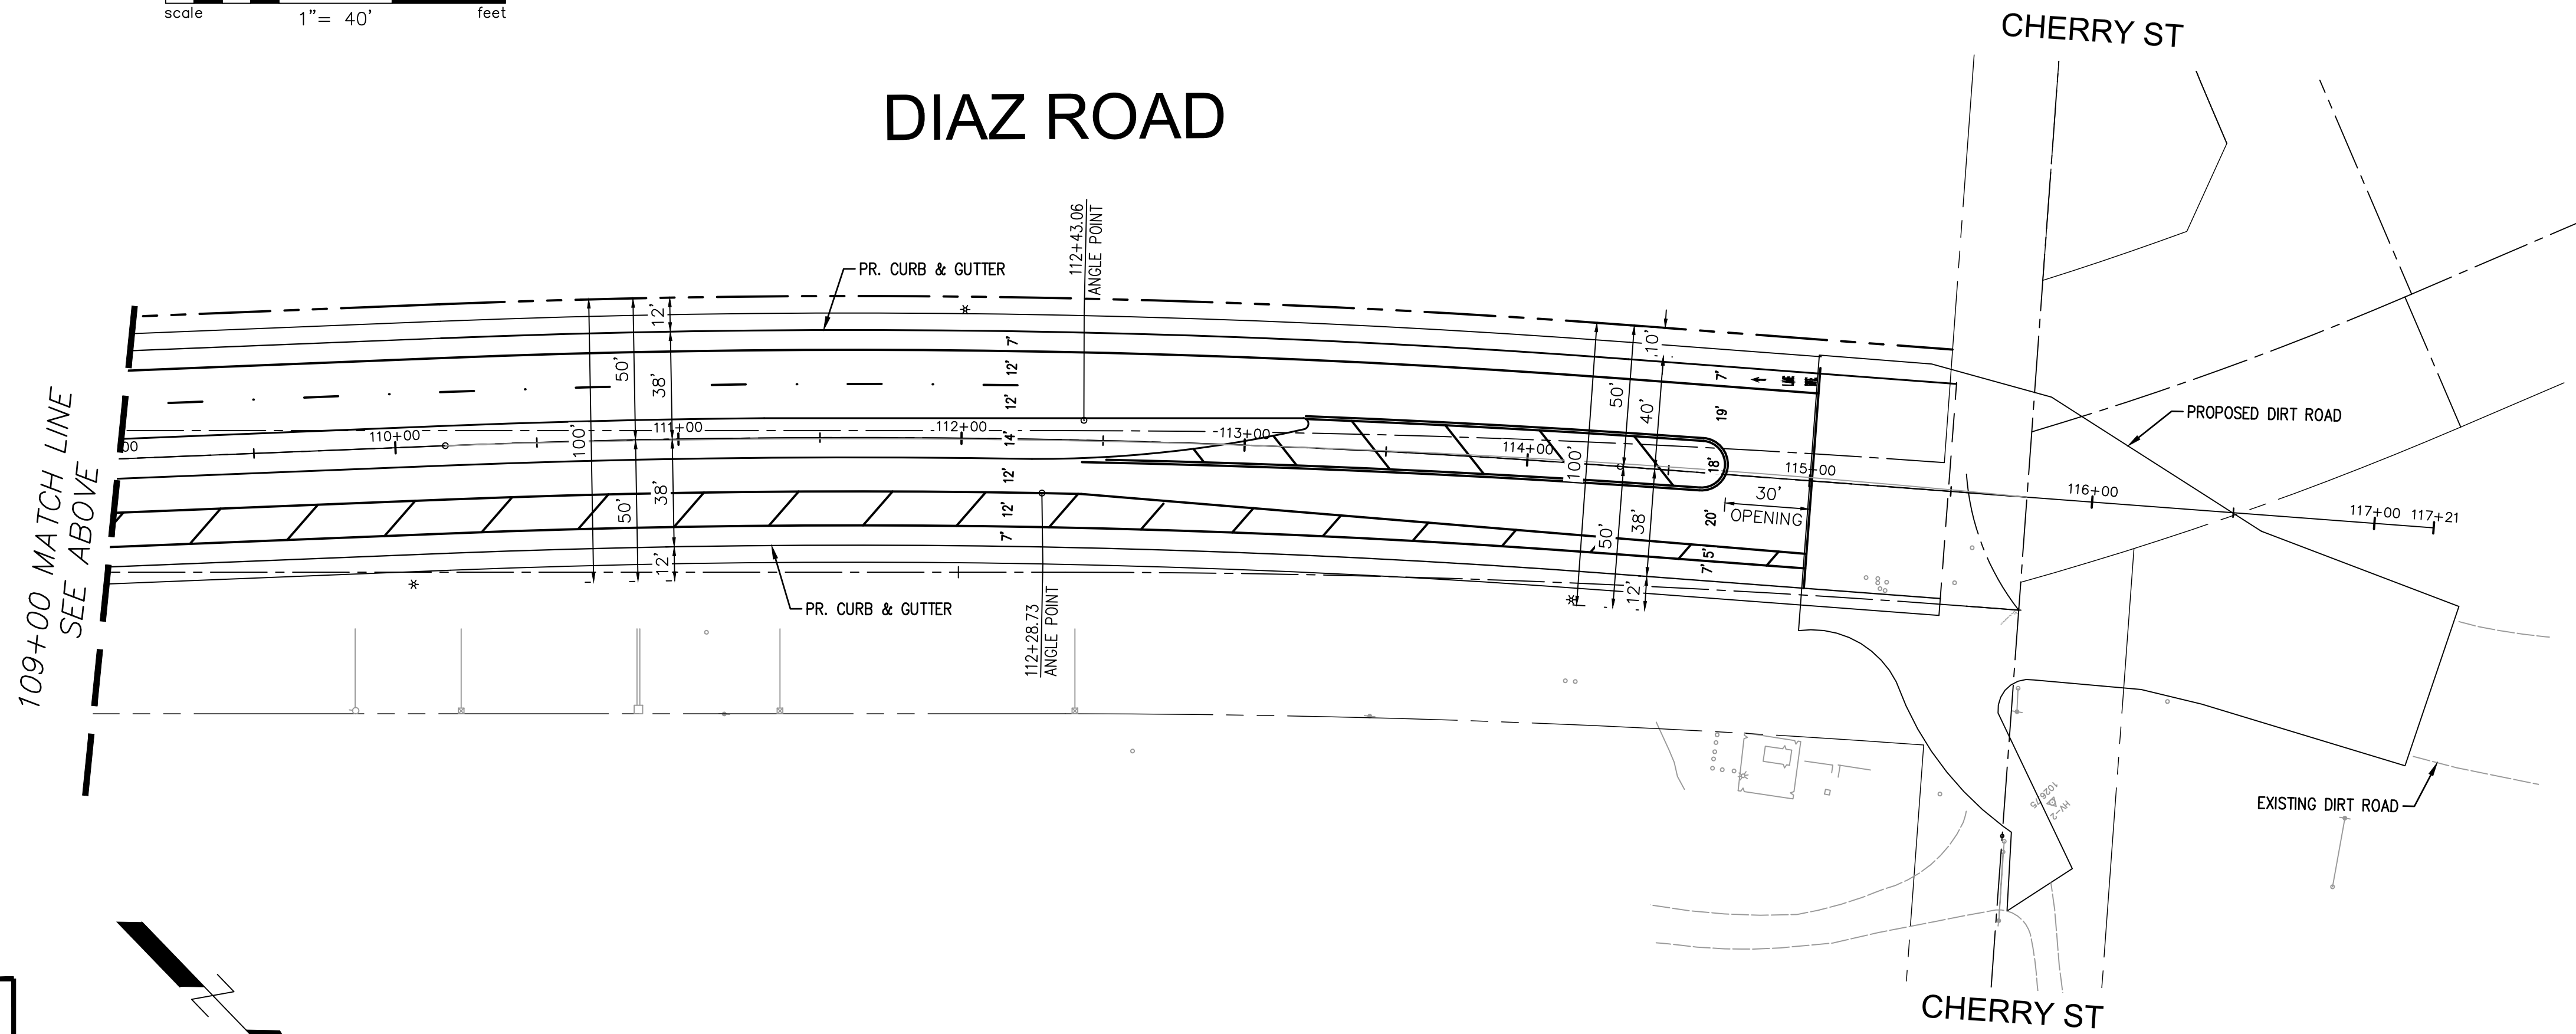 scale 1"= 40' feet
CHERRY ST
DIAZ ROAD
112+43.06
ANGLE POINT
PR. CURB & GUTTER
109+00 MATCH LINE
SEE ABOVE
12'
50'
38'
100'
38'
50'
12'
7'
12'
12'
14'
12'
12'
7'
00
110+00
111+00
112+00
113+00
114+00
115+00
116+00
117+00
117+21
10'
50'
40'
100'
38'
50'
12'
7'
19'
18'
20'
5'
7'
30'
OPENING
PROPOSED DIRT ROAD
PR. CURB & GUTTER
112+28.73
ANGLE POINT
EXISTING DIRT ROAD
HV-2
CHERRY ST